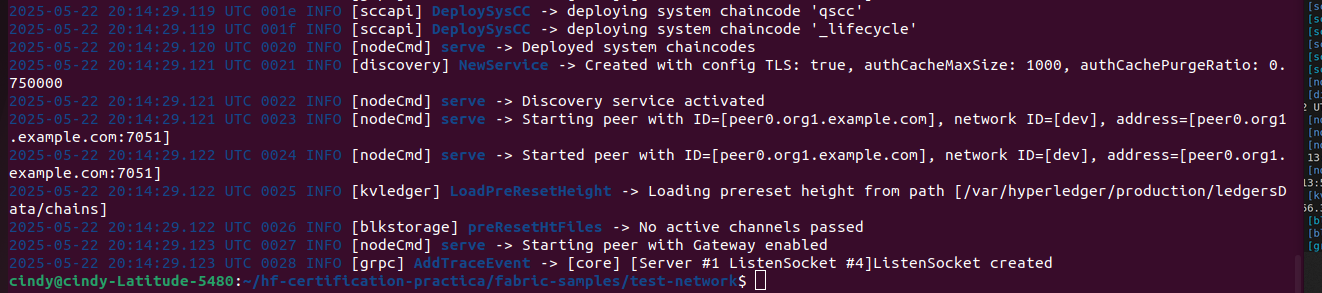 2025-05-22 20:14:29.119 UTC 001e INFO [sccapi] DeploySysCC -> deploying system chaincode 'qscc'
2025-05-22 20:14:29.119 UTC 001f INFO [sccapi] DeploySysCC -> deploying system chaincode '_lifecycle'
2025-05-22 20:14:29.120 UTC 0020 INFO [nodeCmd] serve -> Deployed system chaincodes
2025-05-22 20:14:29.121 UTC 0021 INFO [discovery] NewService -> Created with config TLS: true, authCacheMaxSize: 1000, authCachePurgeRatio: 0.
750000
2025-05-22 20:14:29.121 UTC 0022 INFO [nodeCmd] serve -> Discovery service activated
2025-05-22 20:14:29.121 UTC 0023 INFO [nodeCmd] serve -> Starting peer with ID=[peer0.org1.example.com], network ID=[dev], address=[peer0.org1
.example.com:7051]
2025-05-22 20:14:29.122 UTC 0024 INFO [nodeCmd] serve -> Started peer with ID=[peer0.org1.example.com], network ID=[dev], address=[peer0.org1.
example.com:7051]
2025-05-22 20:14:29.122 UTC 0025 INFO [kvledger] LoadPreResetHeight -> Loading prereset height from path [/var/hyperledger/production/ledgersD
ata/chains]
2025-05-22 20:14:29.122 UTC 0026 INFO [blkstorage] preResetHtFiles -> No active channels passed
2025-05-22 20:14:29.123 UTC 0027 INFO [nodeCmd] serve -> Starting peer with Gateway enabled
2025-05-22 20:14:29.123 UTC 0028 INFO [grpc] AddTraceEvent -> [core] [Server #1 ListenSocket #4]ListenSocket created
cindy@cindy-Latitude-5480:~/hf-certification-practica/fabric-samples/test-network$